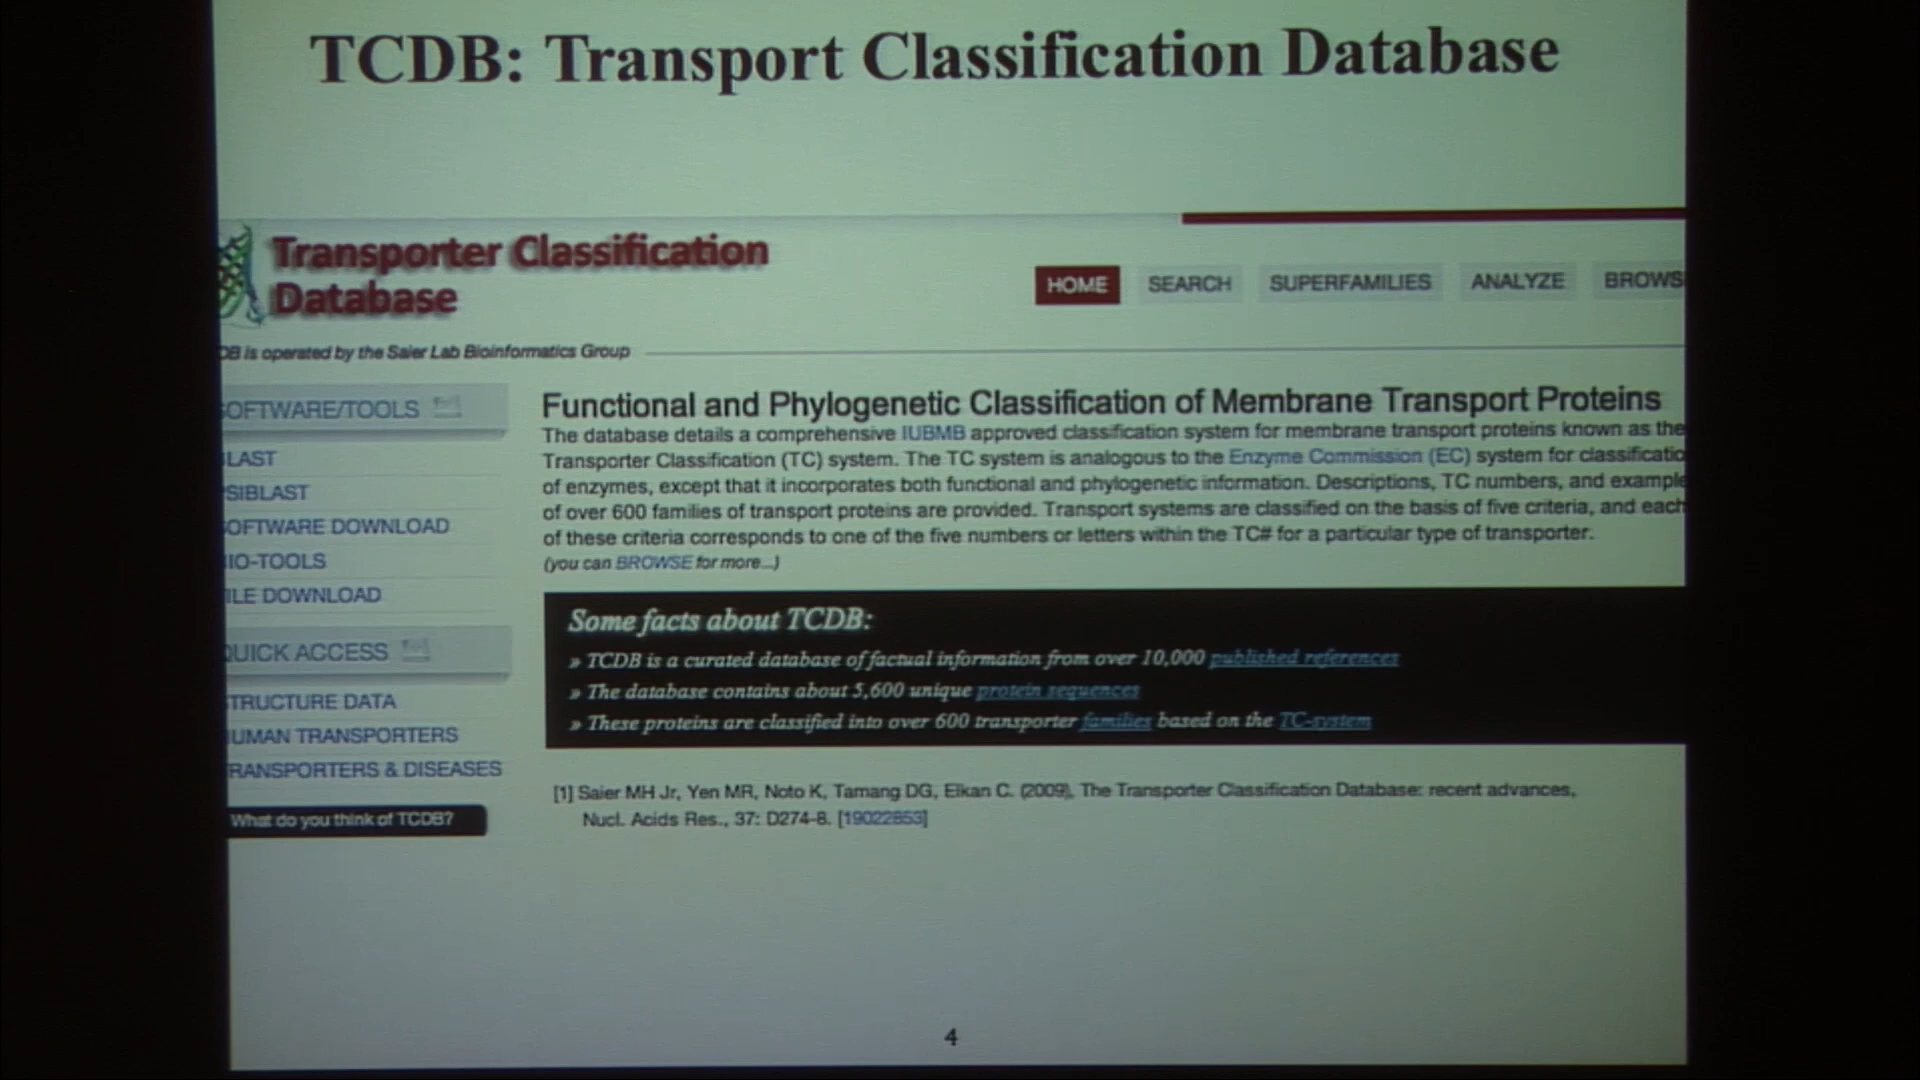 TCDB: Transport Classification Database
Transporter Classification
Database
HOME
SEARCH
SUPERFAMILIES
ANALYZE
BROWS
DB is operated by the Saier Lab Bioinformatics Group
OFTWARE/TOOLS
LAST
SIBLAST
OFTWARE DOWNLOAD
IO-TOOLS
ILE DOWNLOAD
QUICK ACCESS
TRUCTURE DATA
UMAN TRANSPORTERS
RANSPORTERS & DISEASES
What do you think of TCDB?
Functional and Phylogenetic Classification of Membrane Transport Proteins
The database details a comprehensive IUBMB approved classification system for membrane transport proteins known as the
Transporter Classification (TC) system. The TC system is analogous to the Enzyme Commission (EC) system for classificatio
of enzymes, except that it incorporates both functional and phylogenetic information. Descriptions, TC numbers, and example
of over 600 families of transport proteins are provided. Transport systems are classified on the basis of five criteria, and each
of these criteria corresponds to one of the five numbers or letters within the TC# for a particular type of transporter.
(you can BROWSE for more...)
Some facts about TCDB:
» TCDB is a curated database of factual information from over 10,000 published references
» The database contains about 5,600 unique protein sequences
» These proteins are classified into over 600 transporter families based on the TC-system
[1] Saier MH Jr, Yen MR, Noto K, Tamang DG, Elkan C. (2009), The Transporter Classification Database: recent advances,
Nucl. Acids Res., 37: D274-8. [19022853]
4